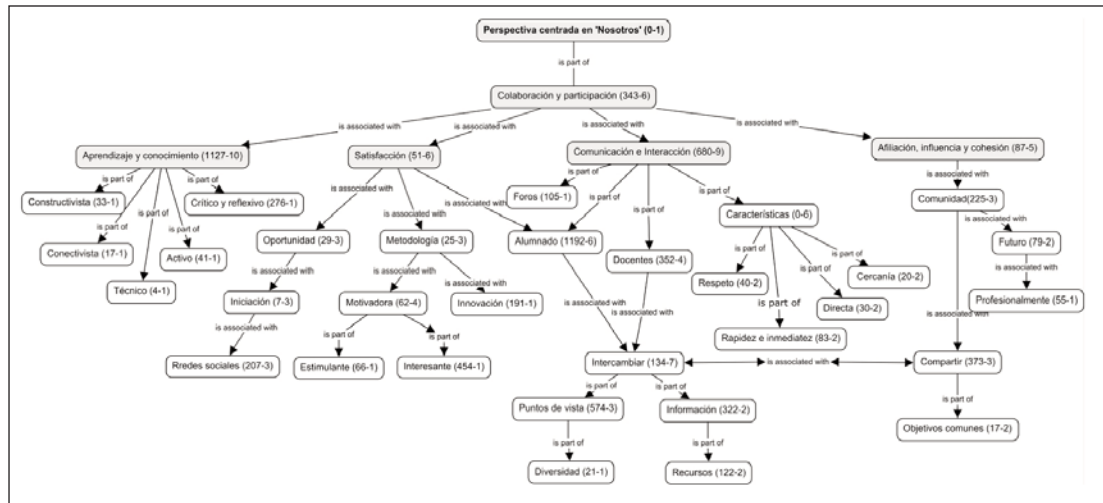 Perspectiva centrada en 'Nosotros' (0-1)
is part of
Colaboración y participación (343-6)
is associated with
is associated with
is associated with
is associated with
Aprendizaje y conocimiento (1127-10)
Satisfacción (51-6)
Comunicación e Interacción (680-9)
Afiliación, influencia y cohesión (87-5)
is part of
is part of
is part of
is part of
is part of
Constructivista (33-1)
Crítico y reflexivo (276-1)
Conectivista (17-1)
Activo (41-1)
Técnico (4-1)
is associated with
is associated with
is associated with
Oportunidad (29-3)
Metodología (25-3)
is associated with
Iniciación (7-3)
is associated with
Rredes sociales (207-3)
is associated with
is associated with
Motivadora (62-4)
Innovación (191-1)
is part of
is part of
Estimulante (66-1)
Interesante (454-1)
is part of
Foros (105-1)
is part of
is part of
is part of
Alumnado (1192-6)
Docentes (352-4)
Características (0-6)
is part of
is part of
is part of
is part of
Respeto (40-2)
Cercanía (20-2)
Directa (30-2)
Rapidez e inmediatez (83-2)
is associated with
is associated with
Intercambiar (134-7)
is associated with
is part of
is part of
Puntos de vista (574-3)
Información (322-2)
is part of
is part of
Diversidad (21-1)
Recursos (122-2)
is associated with
Comunidad(225-3)
is associated with
Futuro (79-2)
is associated with
Profesionalmente (55-1)
is associated with
Compartir (373-3)
is part of
Objetivos comunes (17-2)